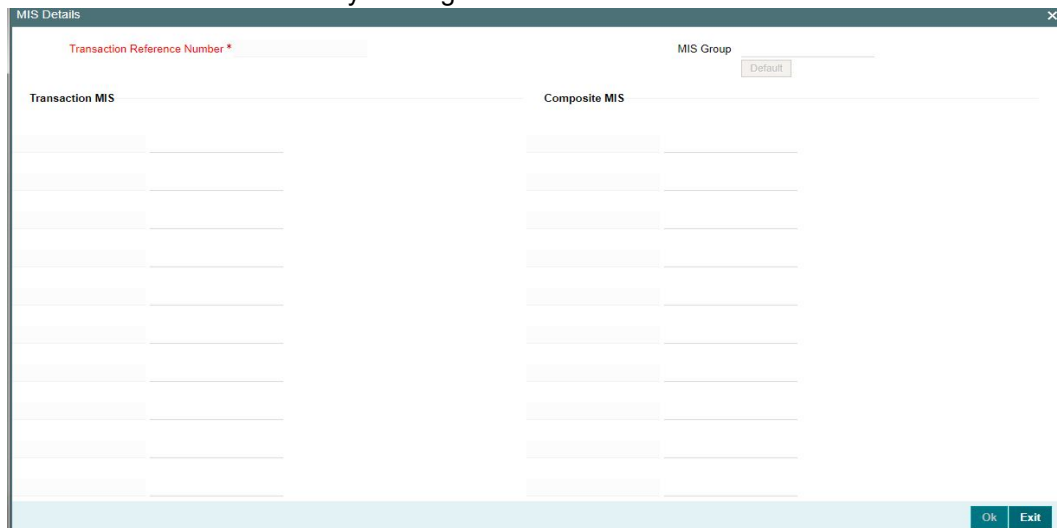 MIS Details
Transaction Reference Number *
MIS Group
Default
Transaction MIS
Composite MIS
Ok Exit